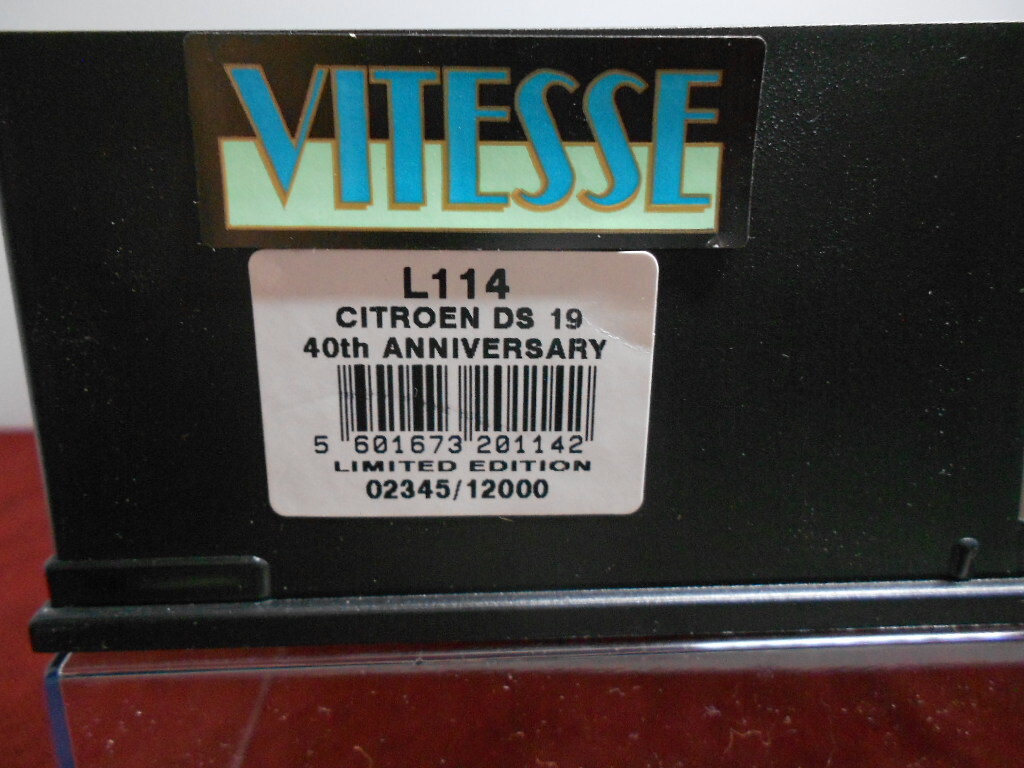 VITESSE
L114
CITROEN DS 19
40th ANNIVERSARY
5 601673 201142
LIMITED EDITION
02345/12000